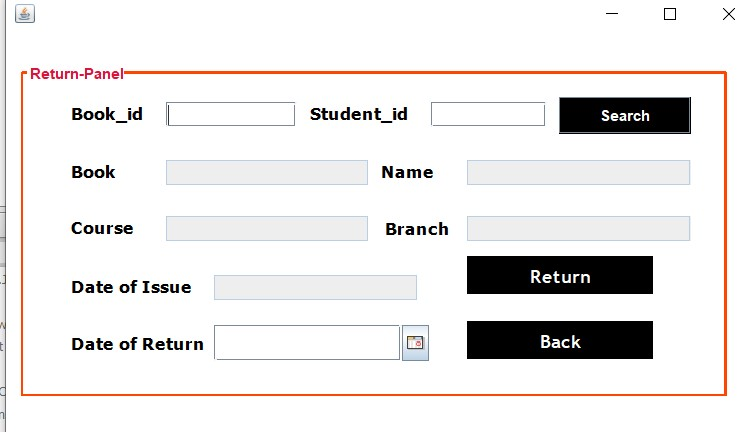 Return-Panel
Book_id Student_id Search
Book Name
Course Branch
Date of Issue Return
Date of Return Back